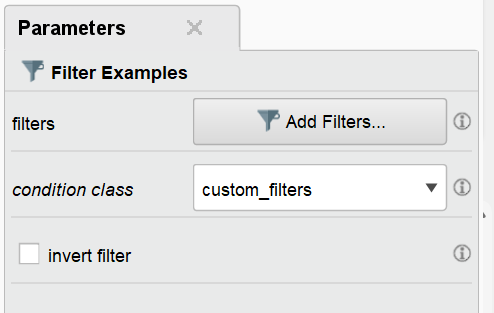 Parameters
Filter Examples
filters
Add Filters...
condition class
custom_filters
invert filter